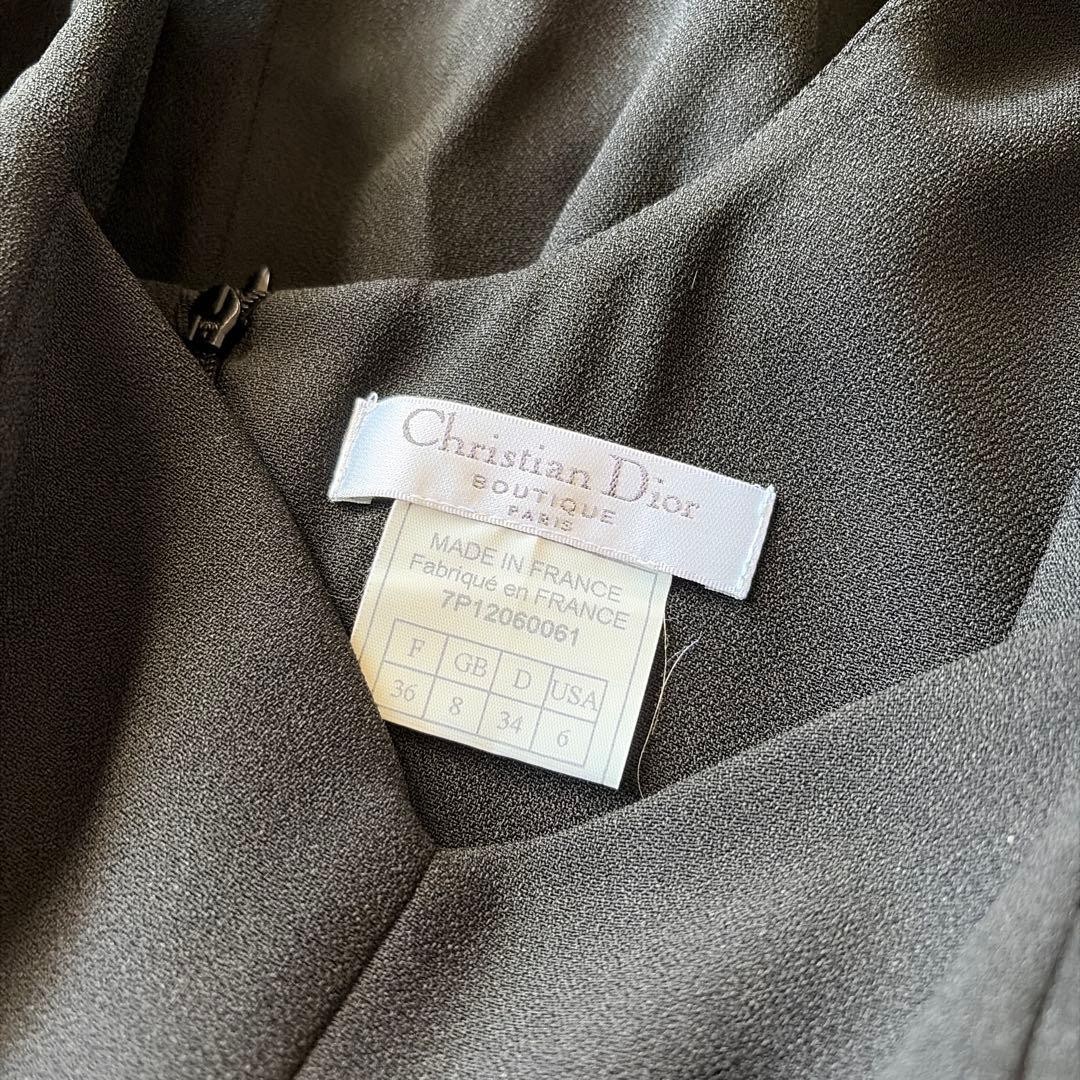 Christian Dior
BOUTIQUE
PARIS
MADE IN FRANCE
Fabriqué en FRANCE
7P12060061
F GB D USA
36 8 34 6